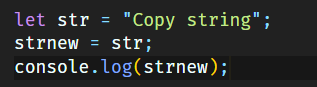 let str = "Copy string";
strnew = str;
console.log(strnew);